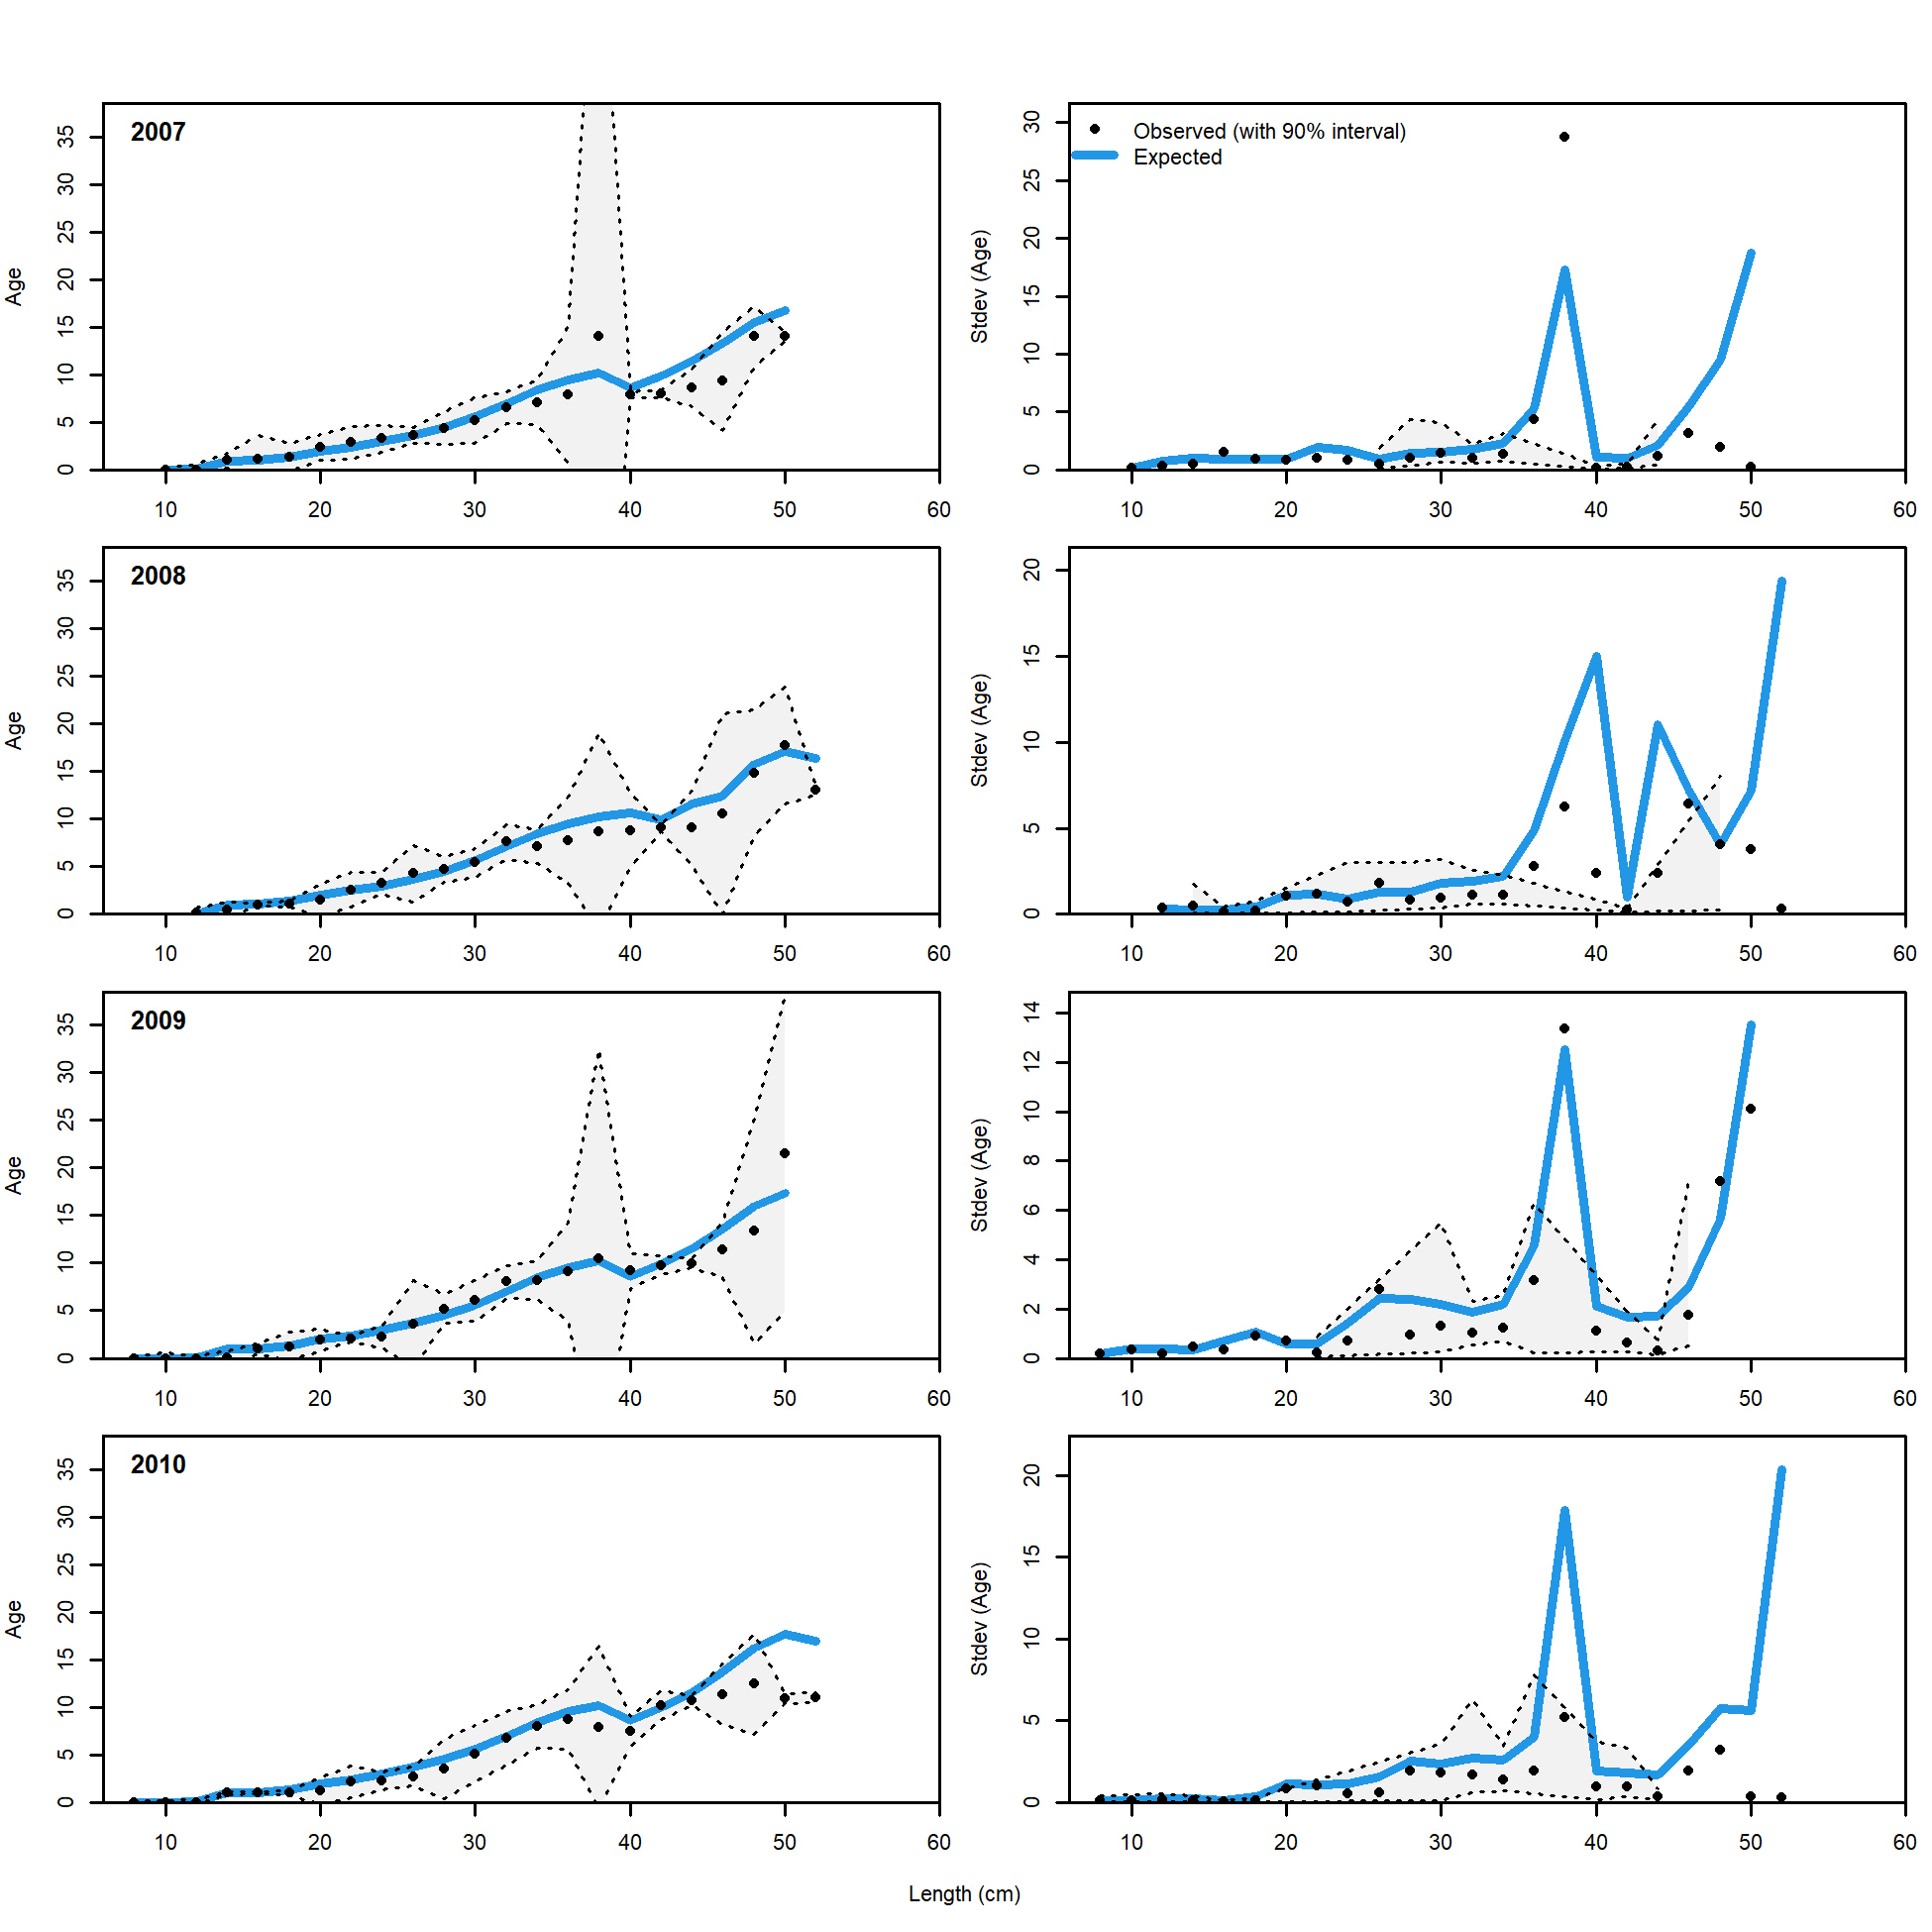 2007
Age
0 5 10 15 20 25 30 35
10 20 30 40 50 60
Observed (with 90% interval)
Expected
Stdev (Age)
0 5 10 15 20 25 30
10 20 30 40 50 60
2008
Age
0 5 10 15 20 25 30 35
10 20 30 40 50 60
Stdev (Age)
0 5 10 15 20
10 20 30 40 50 60
2009
Age
0 5 10 15 20 25 30 35
10 20 30 40 50 60
Stdev (Age)
0 2 4 6 8 10 12 14
10 20 30 40 50 60
2010
Age
0 5 10 15 20 25 30 35
10 20 30 40 50 60
Stdev (Age)
0 5 10 15 20
10 20 30 40 50 60
Length (cm)